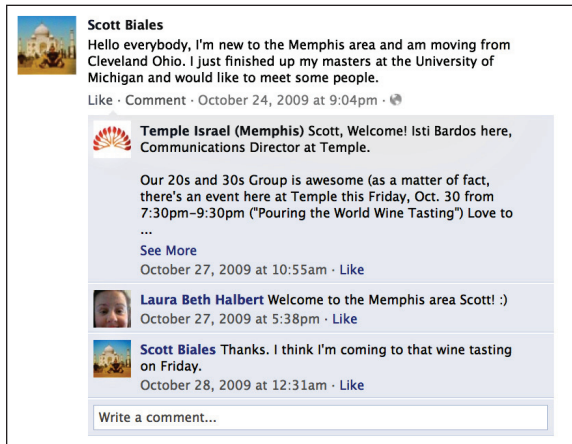 Scott Biales
Hello everybody, I'm new to the Memphis area and am moving from
Cleveland Ohio. I just finished up my masters at the University of
Michigan and would like to meet some people.
Like · Comment · October 24, 2009 at 9:04pm ·
Temple Israel (Memphis) Scott, Welcome! Isti Bardos here,
Communications Director at Temple.
Our 20s and 30s Group is awesome (as a matter of fact,
there's an event here at Temple this Friday, Oct. 30 from
7:30pm–9:30pm ("Pouring the World Wine Tasting") Love to
...
See More
October 27, 2009 at 10:55am · Like
Laura Beth Halbert Welcome to the Memphis area Scott! :)
October 27, 2009 at 5:38pm · Like
Scott Biales Thanks. I think I'm coming to that wine tasting
on Friday.
October 28, 2009 at 12:31am · Like
Write a comment...